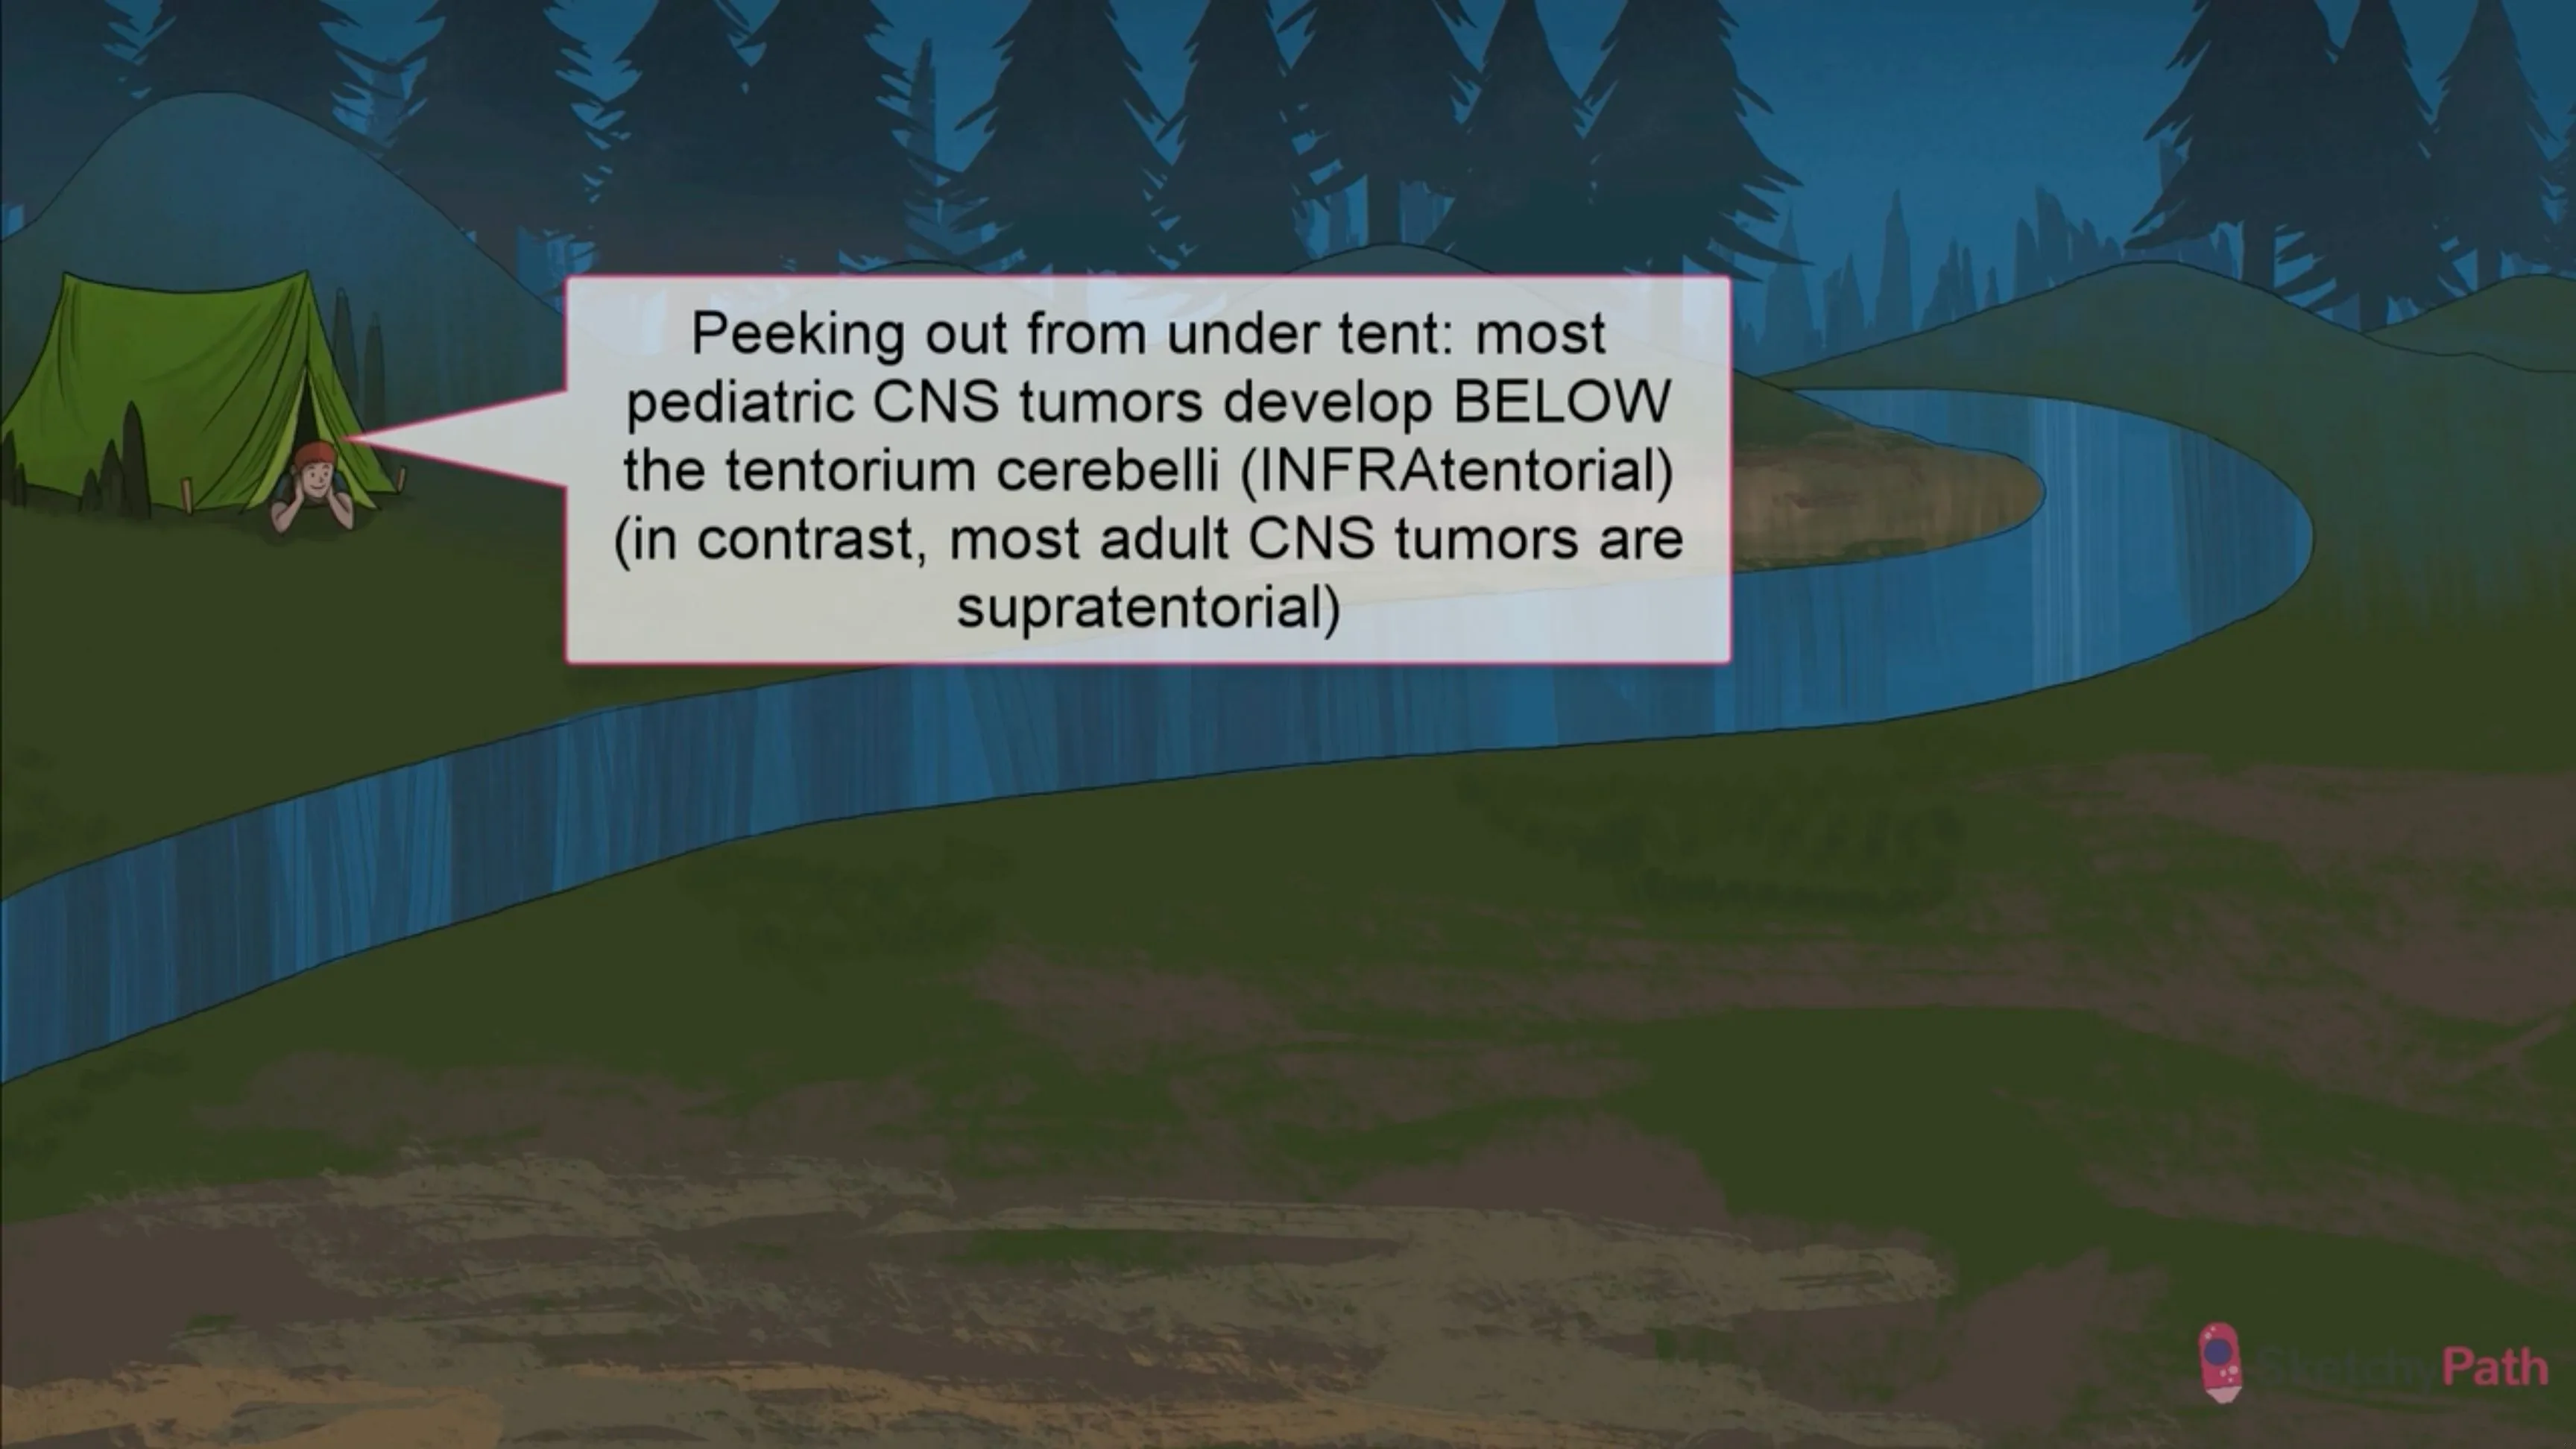 Peeking out from under tent: most
pediatric CNS tumors develop BELOW
the tentorium cerebelli (INFRAtentorial)
(in contrast, most adult CNS tumors are
supratentorial)
SketchyPath